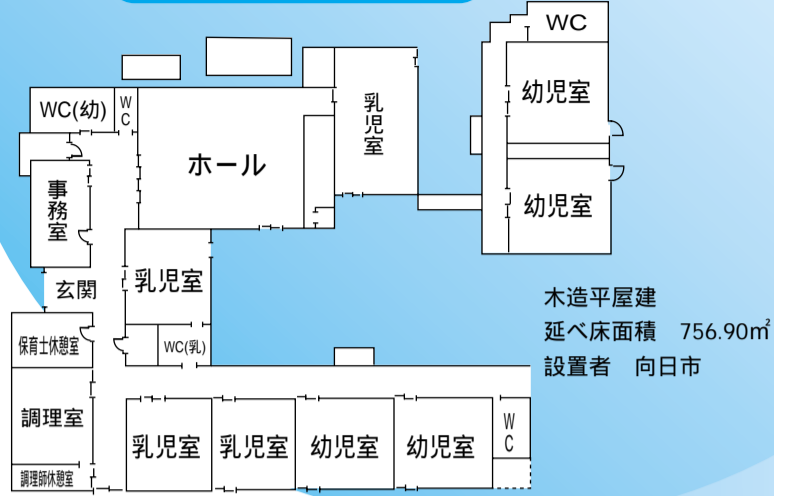 WC
幼児室
幼児室
WC(幼)
WC
乳児室
ホール
事務室
乳児室
玄関
WC(乳)
保育士休憩室
調理室
調理師休憩室
乳児室
乳児室
幼児室
幼児室
WC
木造平屋建
延べ床面積 756.90㎡
設置者 向日市